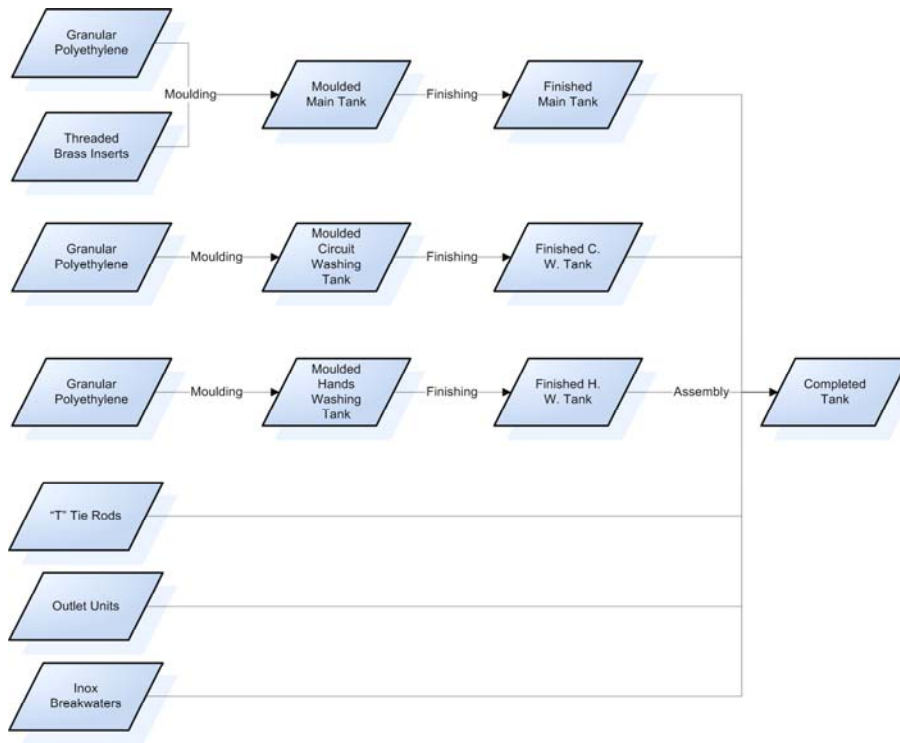 Granular
Polyethylene
Threaded
Brass Inserts
Moulding
Moulded
Main Tank
Finishing
Finished
Main Tank
Granular
Polyethylene
Moulding
Moulded
Circuit
Washing
Tank
Finishing
Finished C.
W. Tank
Granular
Polyethylene
Moulding
Moulded
Hands
Washing
Tank
Finishing
Finished H.
W. Tank
Assembly
Completed
Tank
“T” Tie Rods
Outlet Units
Inox
Breakwaters